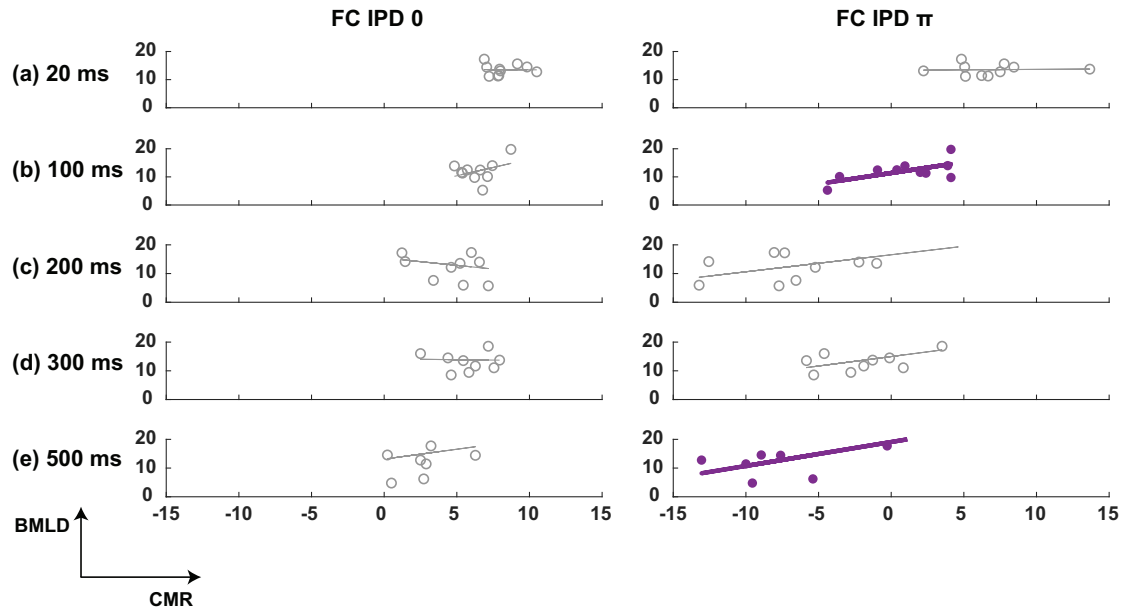 FC IPD 0 FC IPD π
(a) 20 ms 20 10 0 20 10 0
(b) 100 ms 20 10 0 20 10 0
(c) 200 ms 20 10 0 20 10 0
(d) 300 ms 20 10 0 20 10 0
(e) 500 ms 20 10 0 20 10 0
-15 -10 -5 0 5 10 15 -15 -10 -5 0 5 10 15
BMLD
CMR